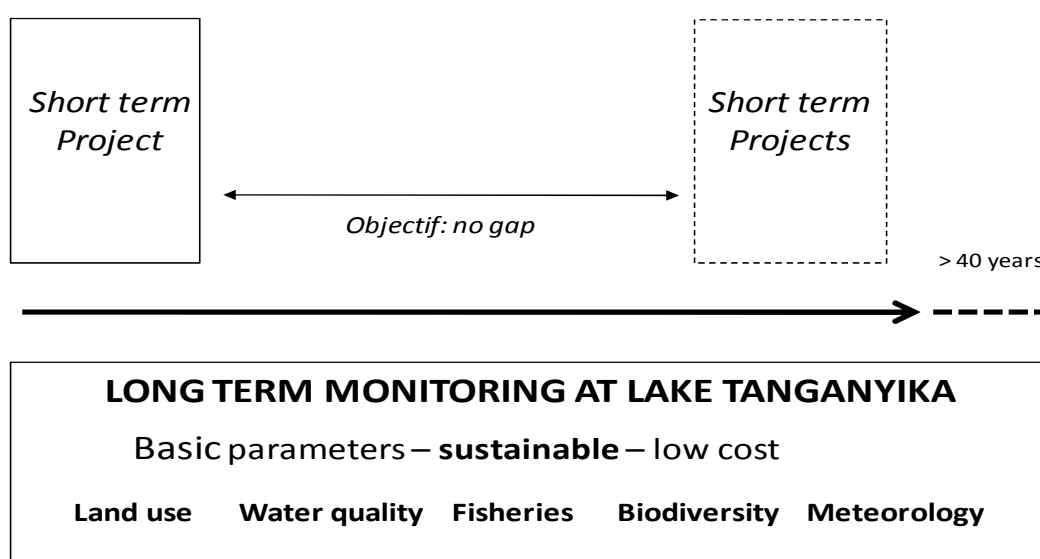 Short term
Project
Short term
Projects
Objectif: no gap
> 40 years
LONG TERM MONITORING AT LAKE TANGANYIKA
Basic parameters – sustainable – low cost
Land use Water quality Fisheries Biodiversity Meteorology